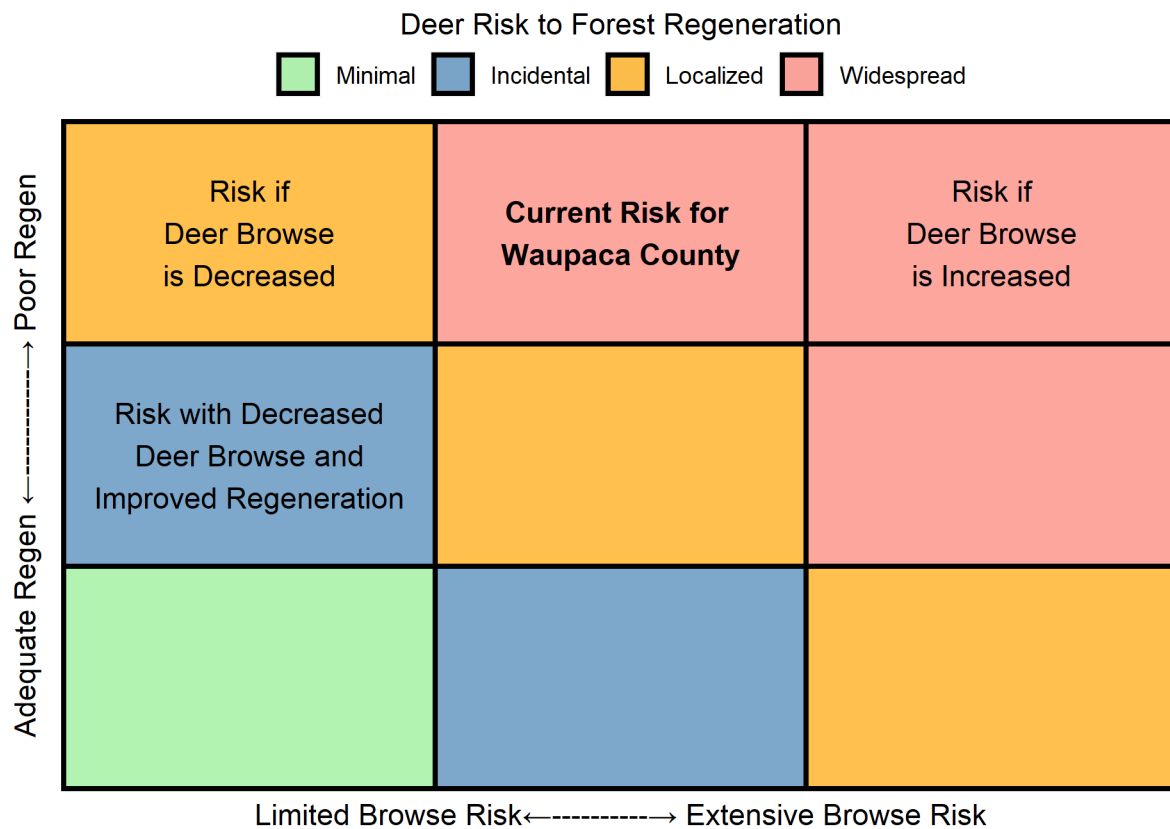 Deer Risk to Forest Regeneration
Minimal Incidental Localized Widespread
Poor Regen
Adequate Regen ←-----------→ Poor Regen
Risk if
Deer Browse
is Decreased
Current Risk for
Waupaca County
Risk if
Deer Browse
is Increased
Risk with Decreased
Deer Browse and
Improved Regeneration
Limited Browse Risk←-----------→ Extensive Browse Risk